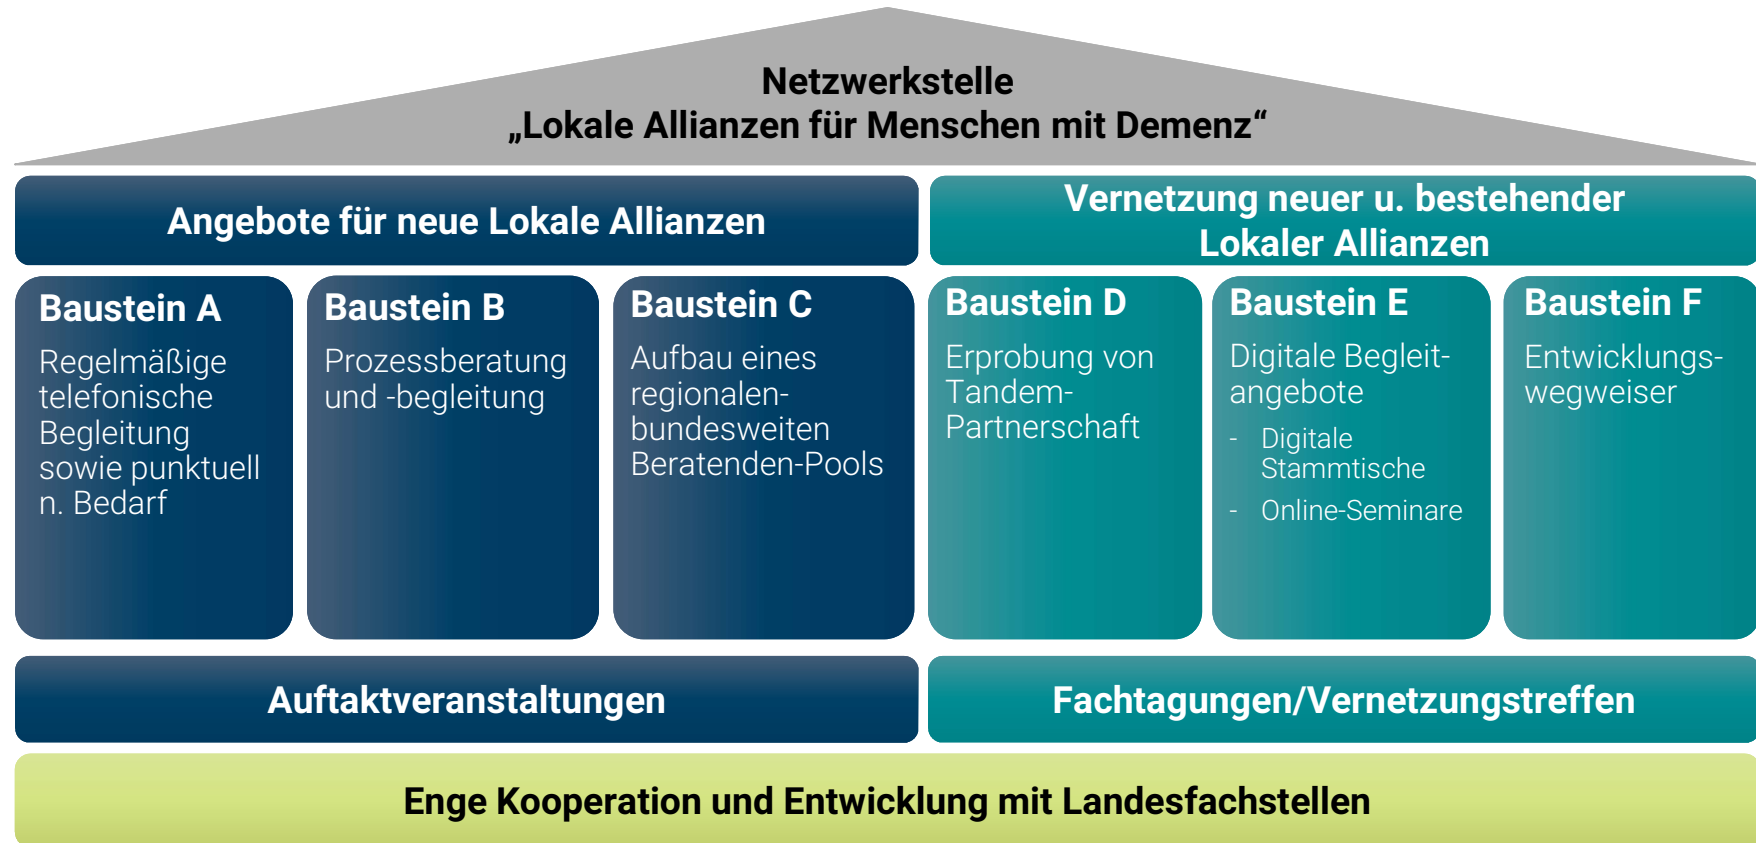 Netzwerkstelle
„Lokale Allianzen für Menschen mit Demenz“
Angebote für neue Lokale Allianzen
Vernetzung neuer u. bestehender
Lokaler Allianzen
Baustein A
Regelmäßige
telefonische
Begleitung
sowie punktuell
n. Bedarf
Baustein B
Prozessberatung
und -begleitung
Baustein C
Aufbau eines
regionalen-
bundesweiten
Beratenden-Pools
Baustein D
Erprobung von
Tandem-
Partnerschaft
Baustein E
Digitale Begleit-
angebote
- Digitale
Stammtische
- Online-Seminare
Baustein F
Entwicklungs-
wegweiser
Auftaktveranstaltungen
Fachtagungen/Vernetzungstreffen
Enge Kooperation und Entwicklung mit Landesfachstellen